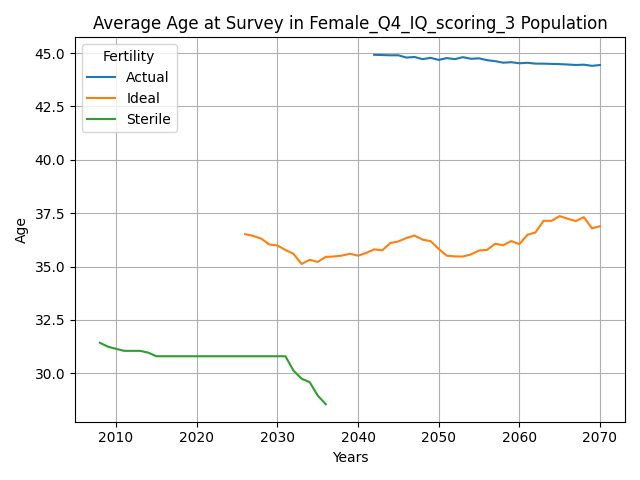 Average Age at Survey in Female_Q4_IQ_scoring_3 Population
Fertility
Actual
Ideal
Sterile
45.0
42.5
40.0
37.5
35.0
32.5
30.0
Age
2010 2020 2030 2040 2050 2060 2070
Years